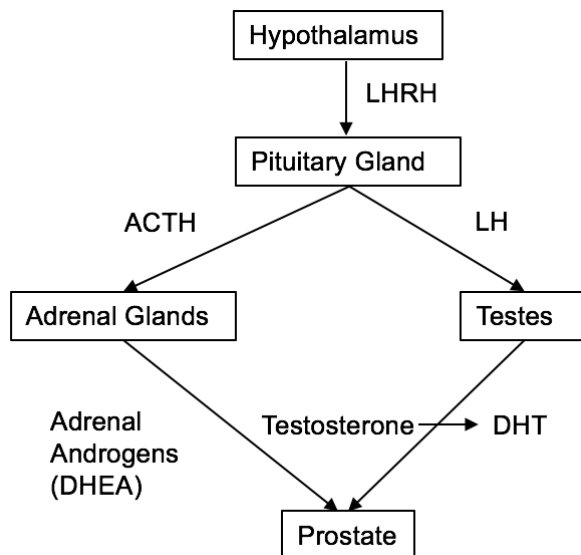 Hypothalamus
LHRH
Pituitary Gland
ACTH
LH
Adrenal Glands
Testes
Adrenal
Androgens
(DHEA)
Testosterone
DHT
Prostate